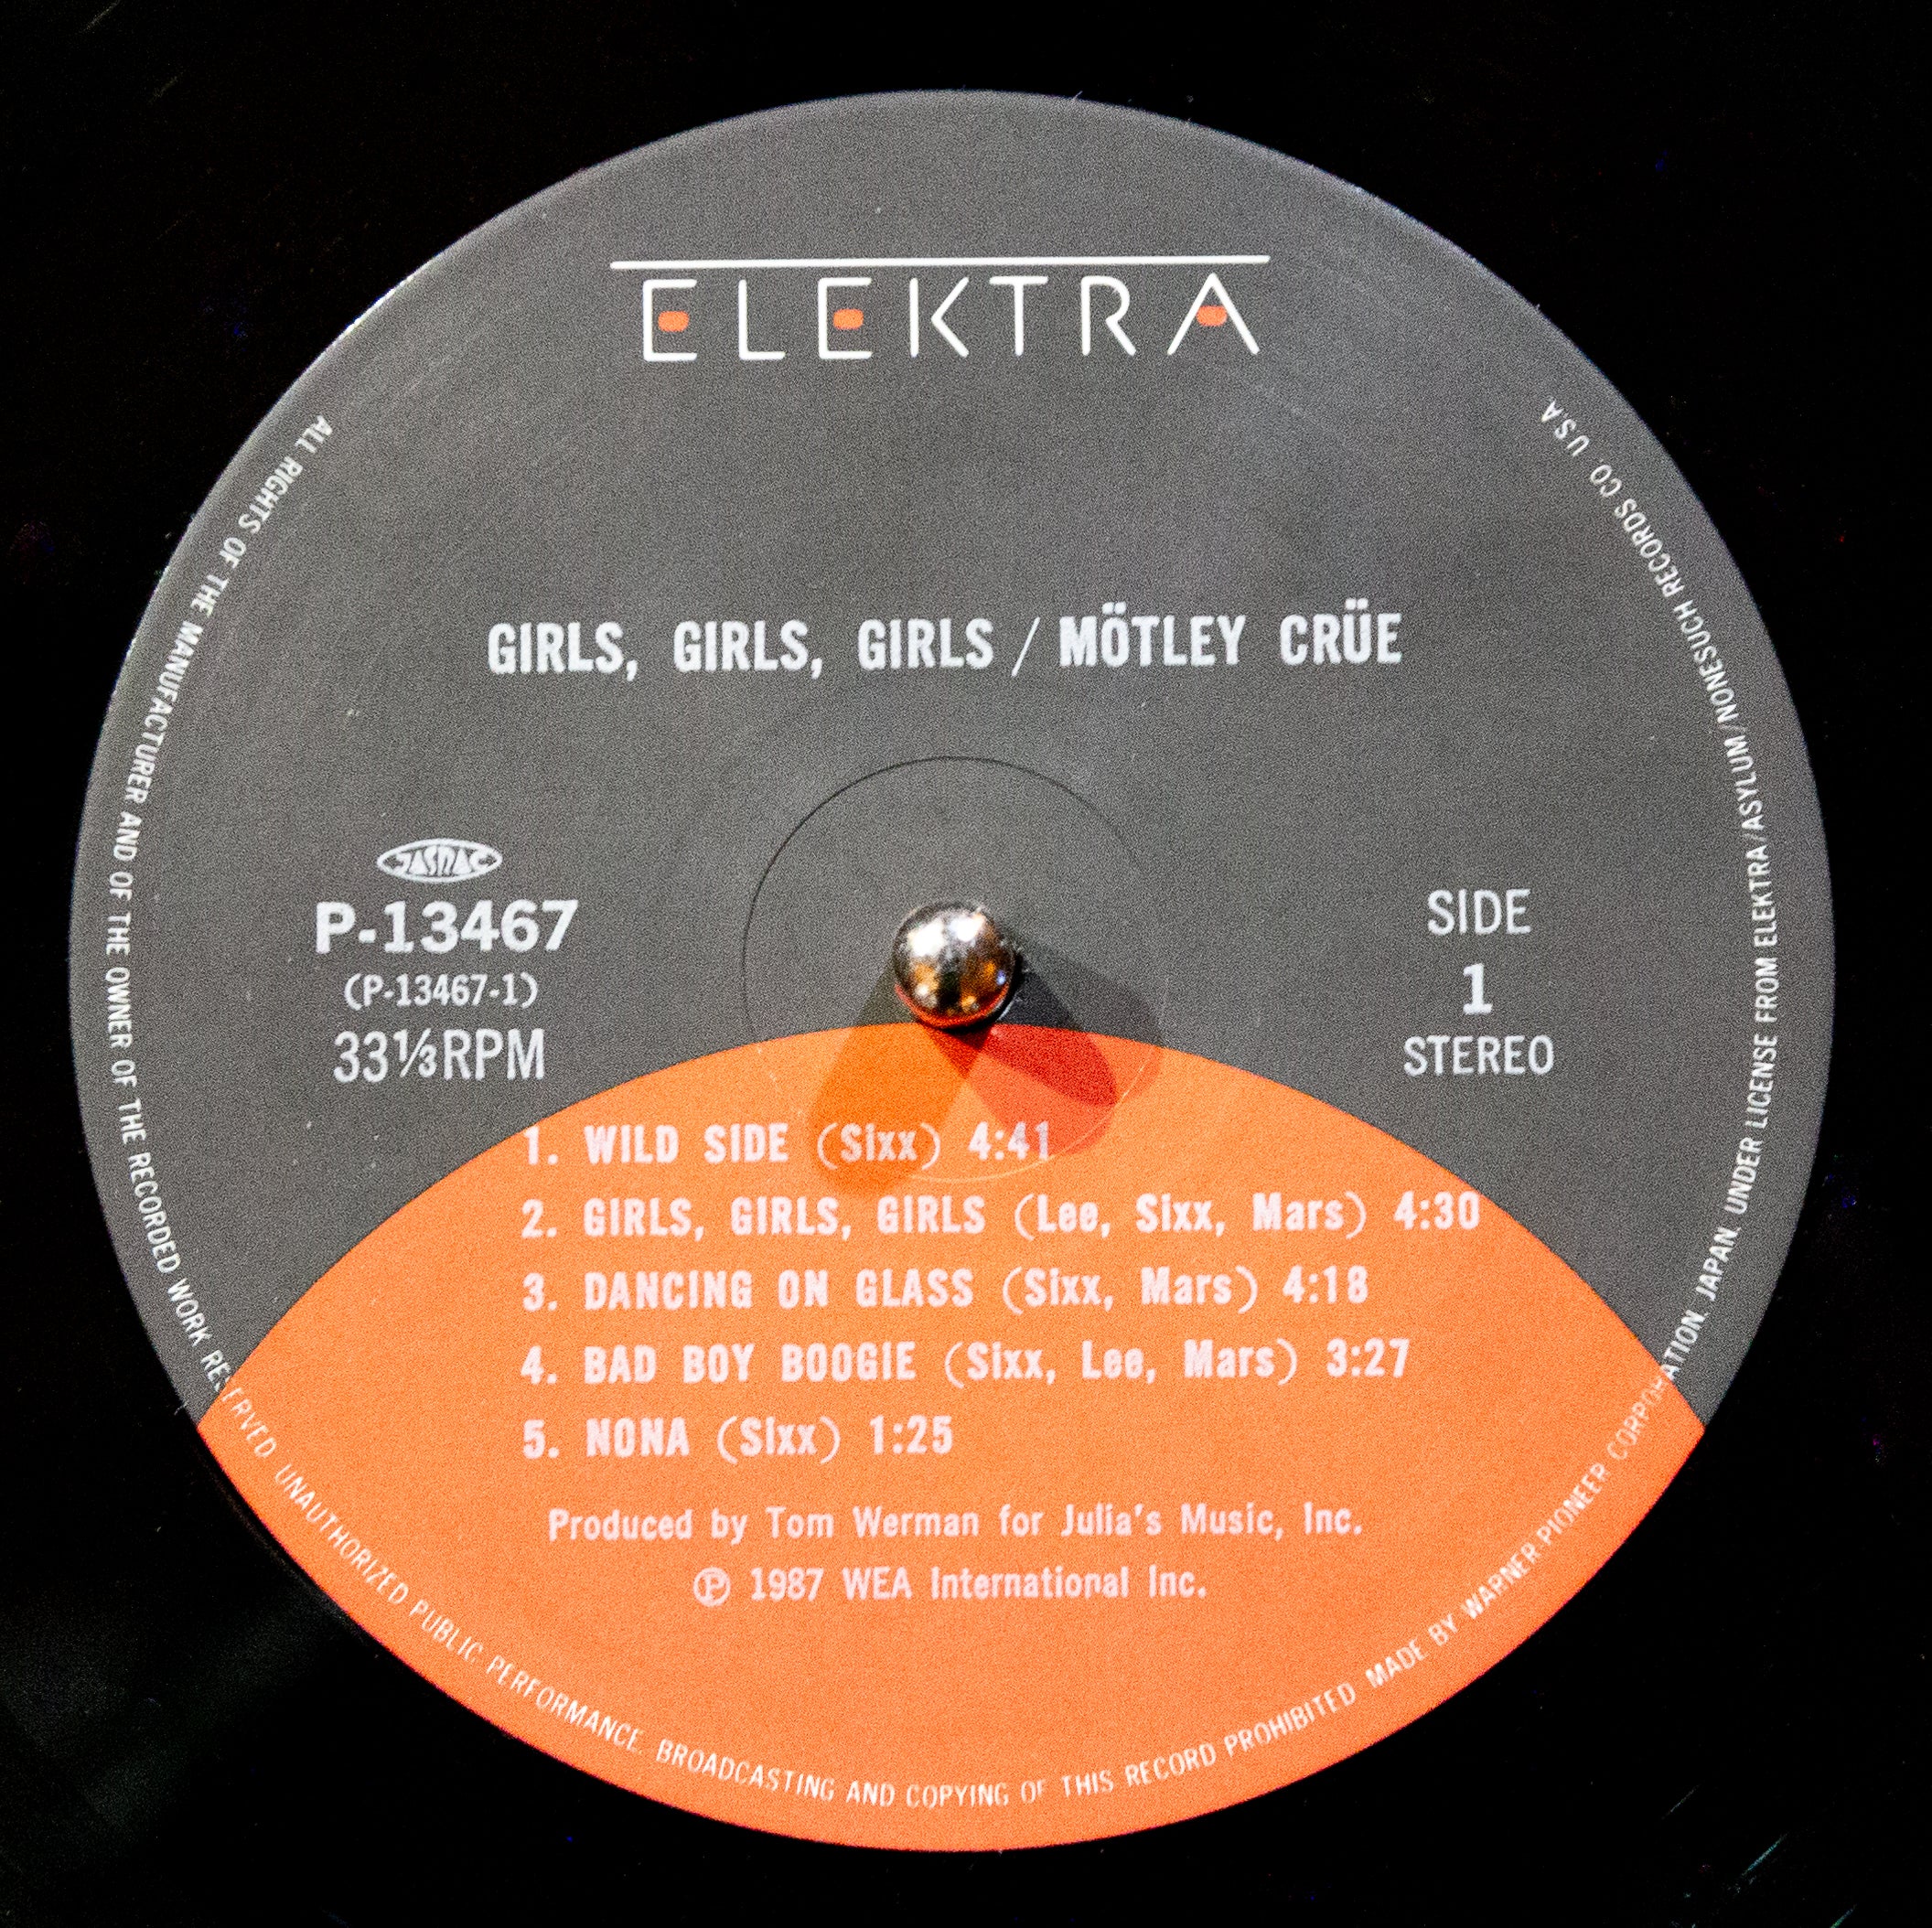 ELEKTRA
GIRLS, GIRLS, GIRLS / MÖTLEY CRÜE
JASRAC
P-13467
(P-13467-1)
33⅓RPM
SIDE
1
STEREO
1. WILD SIDE (Sixx) 4:41
2. GIRLS, GIRLS, GIRLS (Lee, Sixx, Mars) 4:30
3. DANCING ON GLASS (Sixx, Mars) 4:18
4. BAD BOY BOOGIE (Sixx, Lee, Mars) 3:27
5. NONA (Sixx) 1:25
Produced by Tom Werman for Julia's Music, Inc.
℗ 1987 WEA International Inc.
ALL RIGHTS OF THE MANUFACTURER AND OF THE OWNER OF THE RECORDED WORK RESERVED. UNAUTHORIZED PUBLIC PERFORMANCE. BROADCASTING AND COPYING OF THIS RECORD PROHIBITED. MADE BY WARNER-PIONEER CORPORATION. JAPAN. UNDER LICENSE FROM ELEKTRA/ASYLUM/NONESUCH RECORDS CO. U.S.A